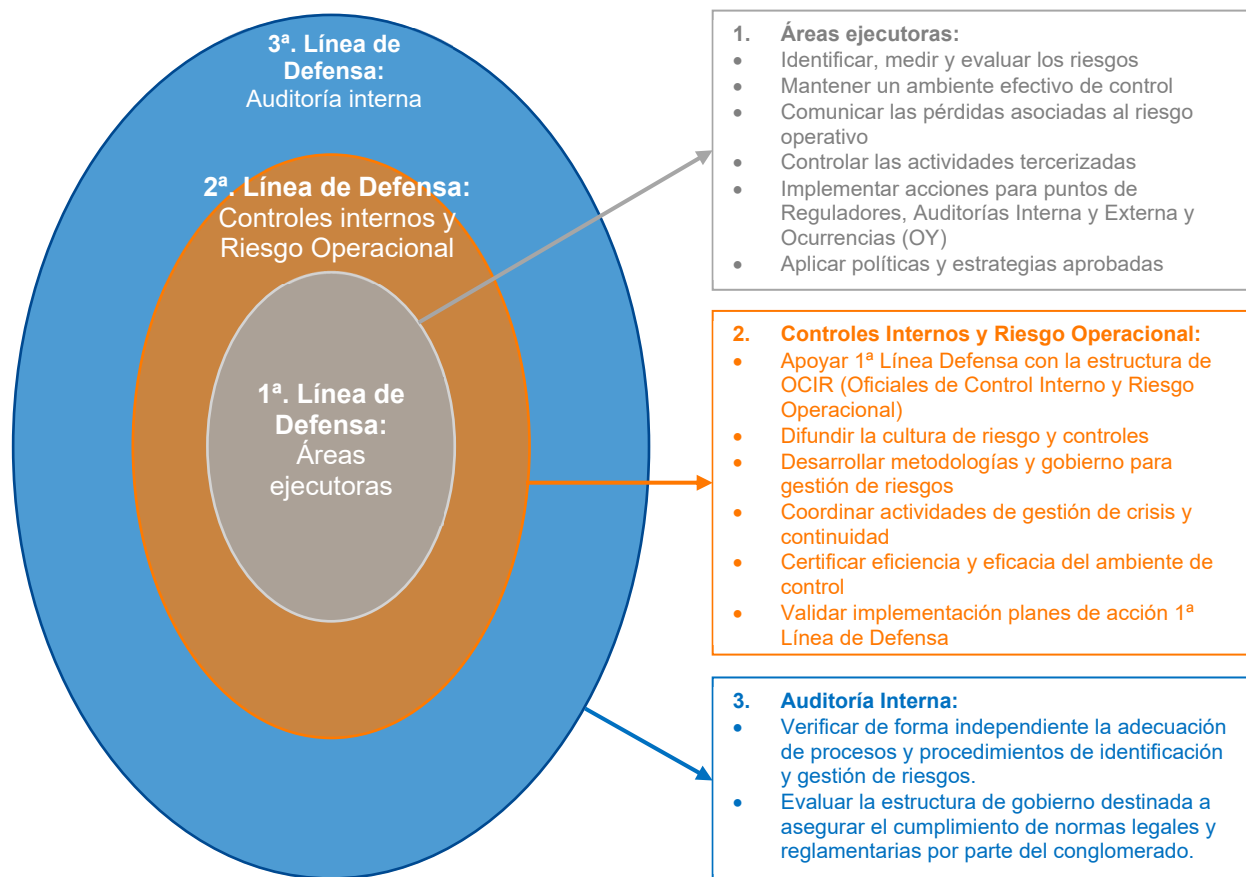 3ª. Línea de
Defensa:
Auditoría interna
2ª. Línea de Defensa:
Controles internos y
Riesgo Operacional
1ª. Línea de
Defensa:
Áreas
ejecutoras
1. Áreas ejecutoras:
• Identificar, medir y evaluar los riesgos
• Mantener un ambiente efectivo de control
• Comunicar las pérdidas asociadas al riesgo
operativo
• Controlar las actividades tercerizadas
• Implementar acciones para puntos de
Reguladores, Auditorías Interna y Externa y
Ocurrencias (OY)
• Aplicar políticas y estrategias aprobadas
2. Controles Internos y Riesgo Operacional:
• Apoyar 1ª Línea Defensa con la estructura de
OCIR (Oficiales de Control Interno y Riesgo
Operacional)
• Difundir la cultura de riesgo y controles
• Desarrollar metodologías y gobierno para
gestión de riesgos
• Coordinar actividades de gestión de crisis y
continuidad
• Certificar eficiencia y eficacia del ambiente de
control
• Validar implementación planes de acción 1ª
Línea de Defensa
3. Auditoría Interna:
• Verificar de forma independiente la adecuación
de procesos y procedimientos de identificación
y gestión de riesgos.
• Evaluar la estructura de gobierno destinada a
asegurar el cumplimiento de normas legales y
reglamentarias por parte del conglomerado.